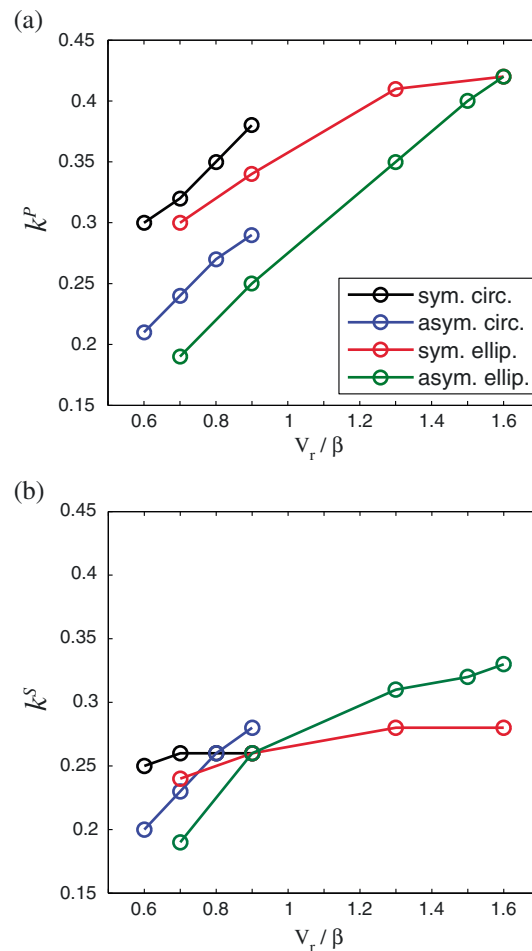 (a)
0.45
0.4
0.35
0.3
0.25
0.2
0.15
k^P
sym. circ.
asym. circ.
sym. ellip.
asym. ellip.
0.6 0.8 1 1.2 1.4 1.6
V_r / β
(b)
0.45
0.4
0.35
0.3
0.25
0.2
0.15
k^S
0.6 0.8 1 1.2 1.4 1.6
V_r / β